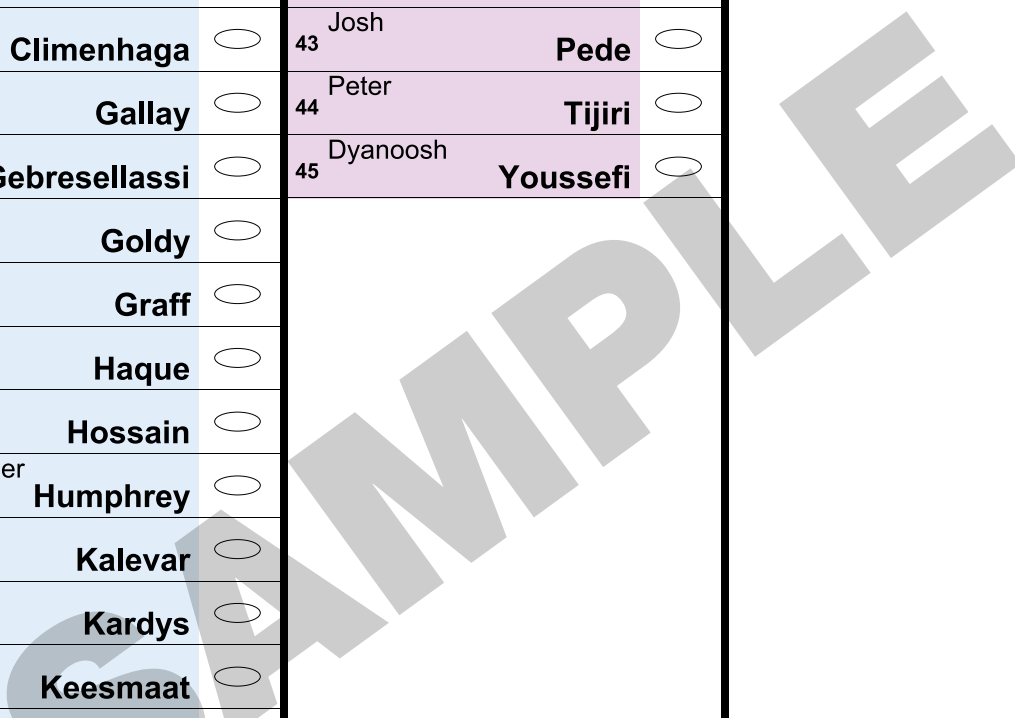 Climenhaga
Gallay
Gebresellassi
Goldy
Graff
Haque
Hossain
er
Humphrey
Kalevar
Kardys
Keesmaat
43 Josh
Pede
44 Peter
Tijiri
45 Dyanoosh
Youssefi
SAMPLE